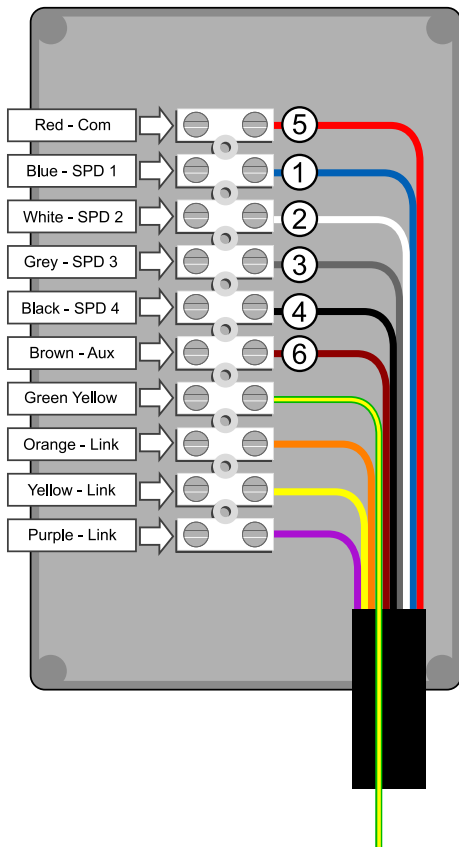 Red - Com
5
Blue - SPD 1
1
White - SPD 2
2
Grey - SPD 3
3
Black - SPD 4
4
Brown - Aux
6
Green Yellow
Orange - Link
Yellow - Link
Purple - Link